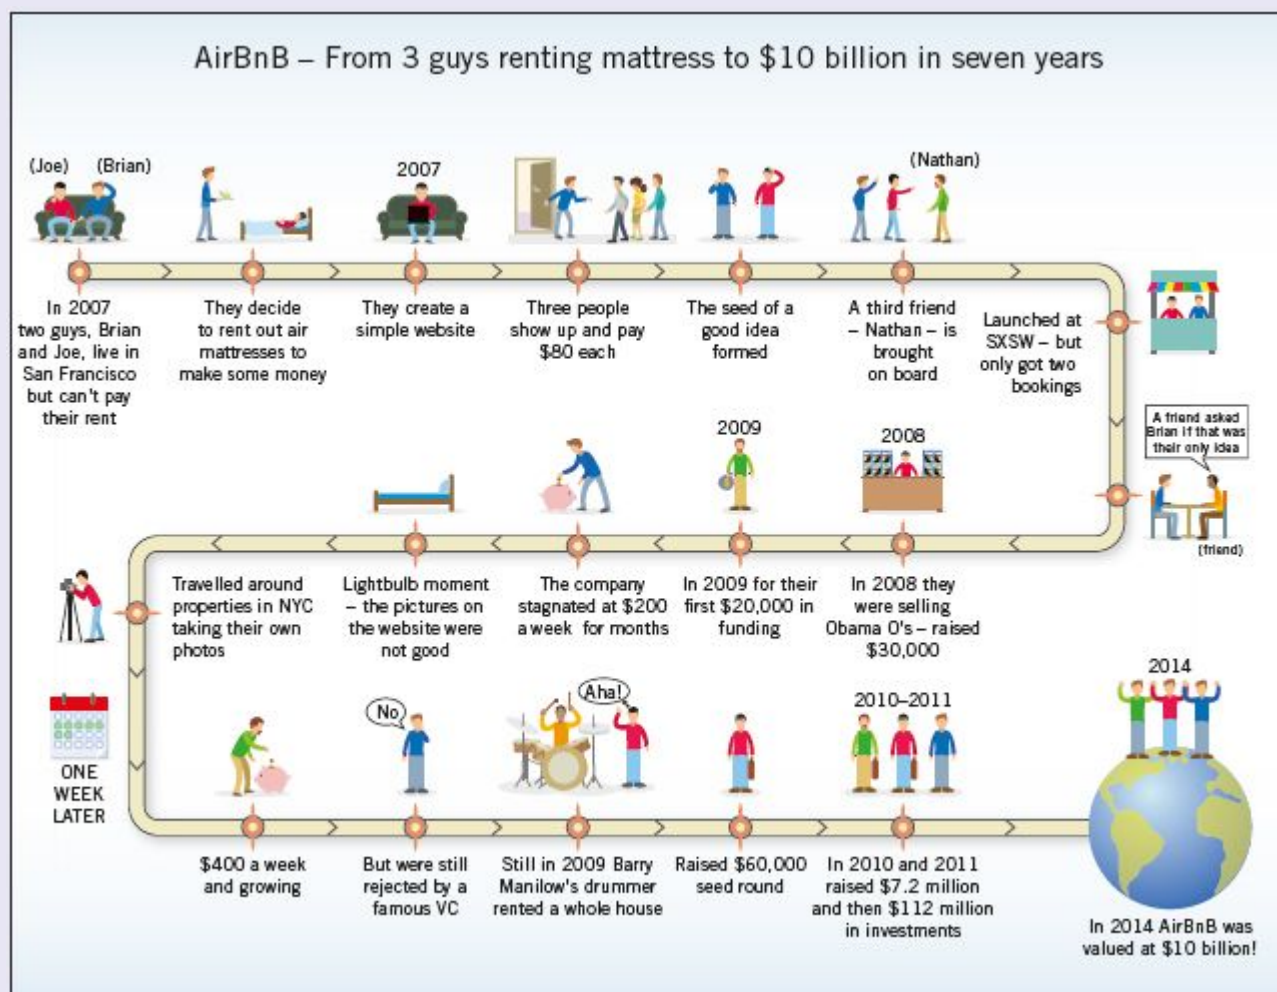 AirBnB – From 3 guys renting mattress to $10 billion in seven years
(Joe)
(Brian)
In 2007
two guys, Brian
and Joe, live in
San Francisco
but can't pay
their rent
They decide
to rent out air
mattresses to
make some money
2007
They create a
simple website
Three people
show up and pay
$80 each
The seed of a
good idea
formed
(Nathan)
A third friend
– Nathan – is
brought
on board
Launched at
SXSW – but
only got two
bookings
A friend asked
Brian if that was
their only idea
(friend)
2008
In 2008 they
were selling
Obama O's – raised
$30,000
2009
In 2009 for their
first $20,000 in
funding
The company
stagnated at $200
a week for months
Lightbulb moment
– the pictures on
the website were
not good
Travelled around
properties in NYC
taking their own
photos
ONE
WEEK
LATER
$400 a week
and growing
No
But were still
rejected by a
famous VC
Aha!
Still in 2009 Barry
Manilow's drummer
rented a whole house
Raised $60,000
seed round
2010–2011
In 2010 and 2011
raised $7.2 million
and then $112 million
in investments
2014
In 2014 AirBnB was
valued at $10 billion!